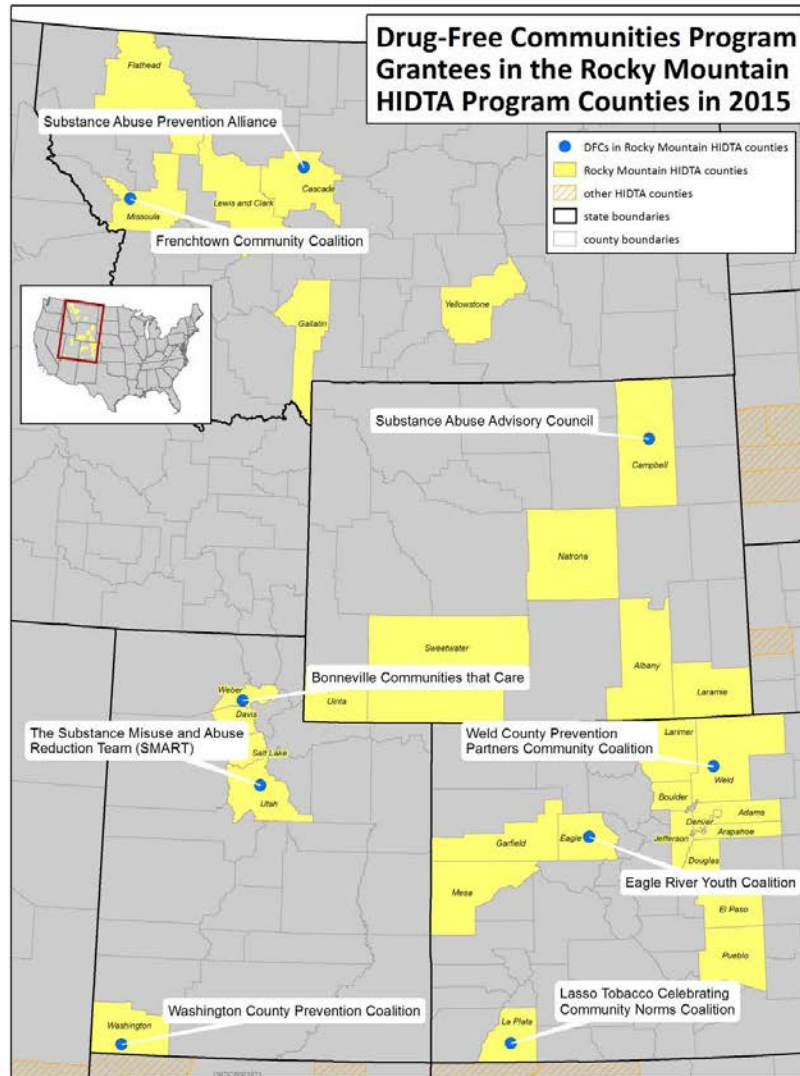 Drug-Free Communities Program
Grantees in the Rocky Mountain
HIDTA Program Counties in 2015
DFCs in Rocky Mountain HIDTA counties
Rocky Mountain HIDTA counties
other HIDTA counties
state boundaries
county boundaries
Flathead
Substance Abuse Prevention Alliance
Cascade
Lewis and Clark
Missoula
Frenchtown Community Coalition
Yellowstone
Gallatin
Substance Abuse Advisory Council
Campbell
Natrona
Sweetwater
Albany
Uinta
Laramie
Bonneville Communities that Care
Weber
Davis
The Substance Misuse and Abuse
Reduction Team (SMART)
Salt Lake
Utah
Weld County Prevention
Partners Community Coalition
Larimer
Weld
Boulder
Adams
Denver
Arapahoe
Jefferson
Douglas
Garfield
Eagle
Mesa
Eagle River Youth Coalition
El Paso
Pueblo
Lasso Tobacco Celebrating
Community Norms Coalition
La Plata
Washington County Prevention Coalition
Washington